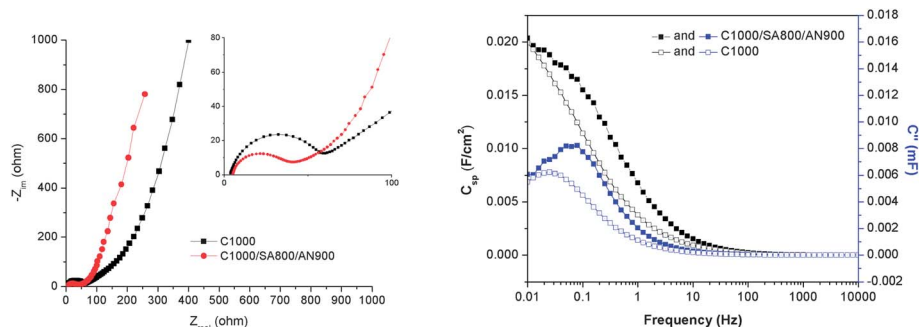 1000
800
600
400
200
0
-Z_im (ohm)
0 100 200 300 400 500 600 700 800 900 1000
80
60
40
20
0
0
100
C1000
C1000/SA800/AN900
0.020
0.015
0.010
0.005
0.000
C_sp (F/cm²)
and C1000/SA800/AN900
and C1000
0.018
0.016
0.014
0.012
0.010
0.008
0.006
0.004
0.002
0.000
-0.002
C" (mF)
0.01 0.1 1 10 100 1000 10000
Frequency (Hz)